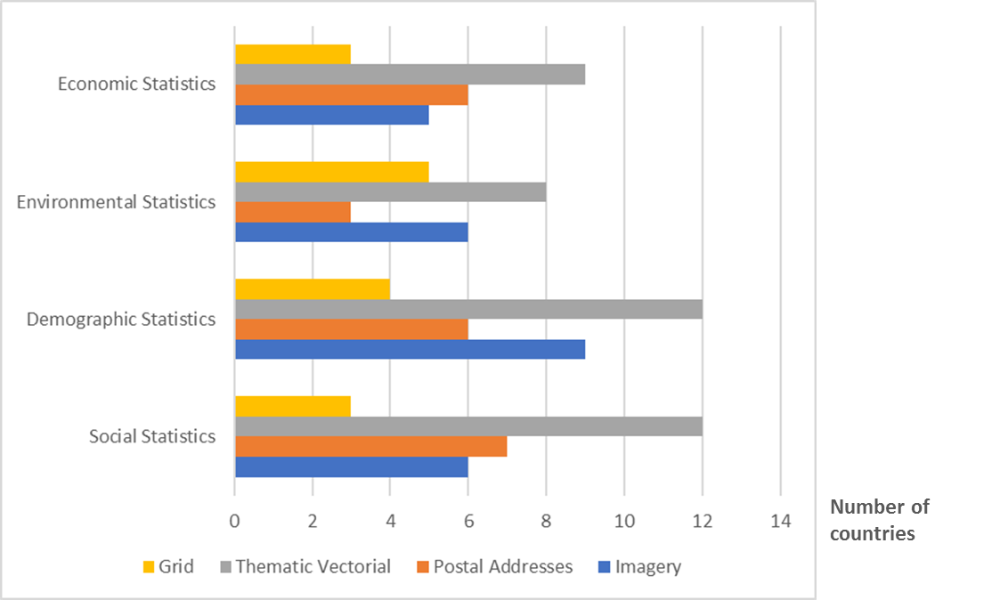 Economic Statistics
Environmental Statistics
Demographic Statistics
Social Statistics
0 2 4 6 8 10 12 14
Number of
countries
Grid Thematic Vectorial Postal Addresses Imagery